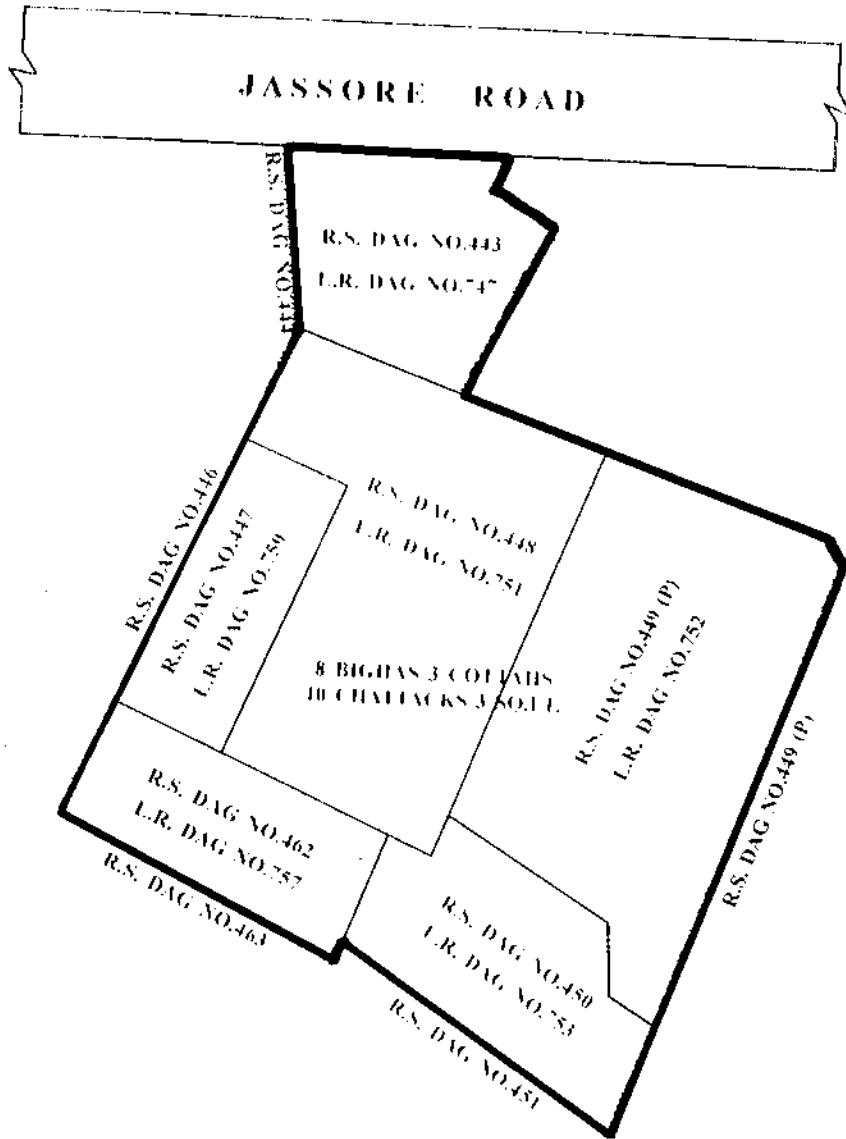 JASSORE ROAD
R.S. DAG NO.444
R.S. DAG NO.443
L.R. DAG NO.747
R.S. DAG NO.446
R.S. DAG NO.447
L.R. DAG NO.750
R.S. DAG NO.448
L.R. DAG NO.751
8 BIGHAS 3 COTTAHS
10 CHATTACKS 3 SQ.FT.
R.S. DAG NO.449 (P)
L.R. DAG NO.752
R.S. DAG NO.449 (P)
R.S. DAG NO.462
L.R. DAG NO.757
R.S. DAG NO.463
R.S. DAG NO.450
L.R. DAG NO.753
R.S. DAG NO.451